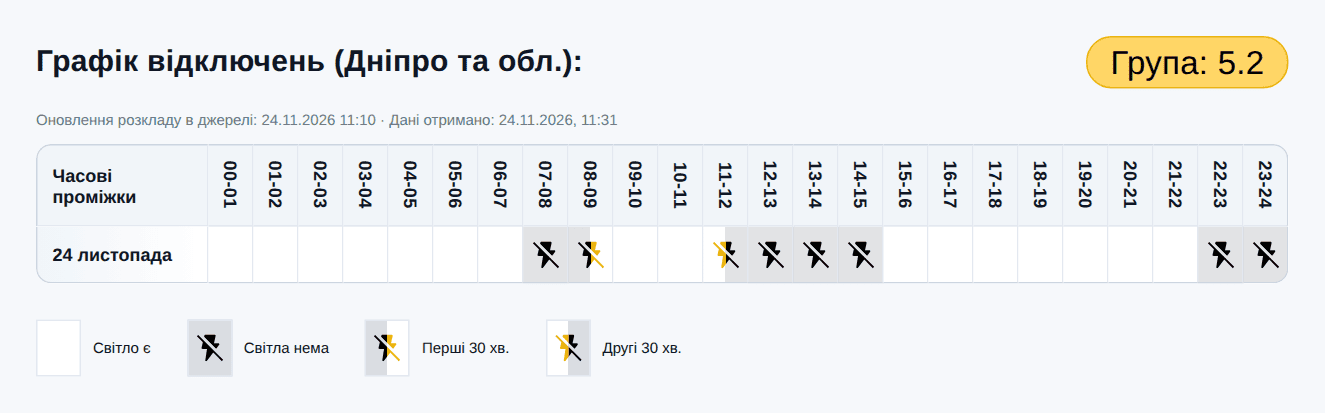 Графік відключень (Дніпро та обл.):
Група: 5.2
Оновлення розкладу в джерелі: 24.11.2026 11:10 · Дані отримано: 24.11.2026, 11:31
Часові
проміжки
00-01
01-02
02-03
03-04
04-05
05-06
06-07
07-08
08-09
09-10
10-11
11-12
12-13
13-14
14-15
15-16
16-17
17-18
18-19
19-20
20-21
21-22
22-23
23-24
24 листопада
Світло є
Світла нема
Перші 30 хв.
Другі 30 хв.